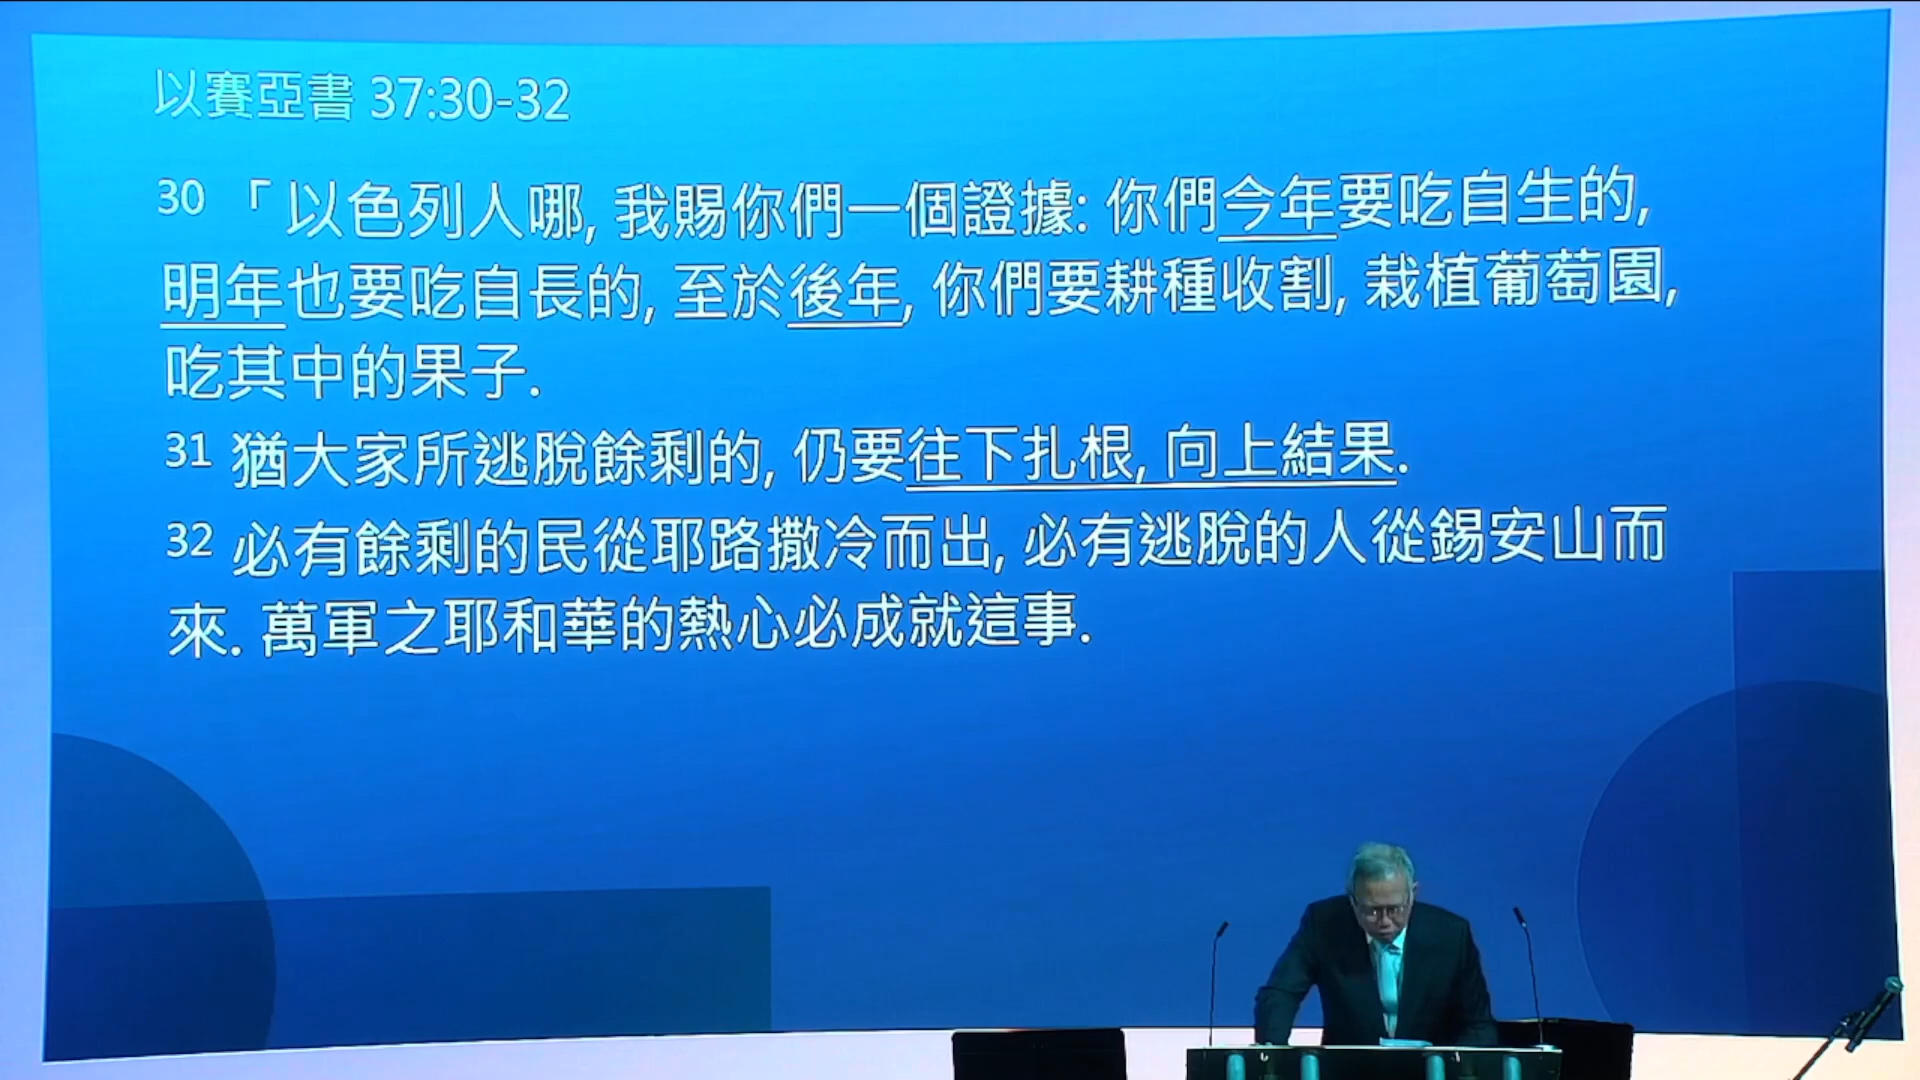 以賽亞書 37:30-32
30 「以色列人哪, 我賜你們一個證據: 你們今年要吃自生的,
明年也要吃自長的, 至於後年, 你們要耕種收割, 栽植葡萄園,
吃其中的果子.
31 猶大家所逃脫餘剩的, 仍要往下扎根, 向上結果.
32 必有餘剩的民從耶路撒冷而出, 必有逃脫的人從錫安山而
來. 萬軍之耶和華的熱心必成就這事.